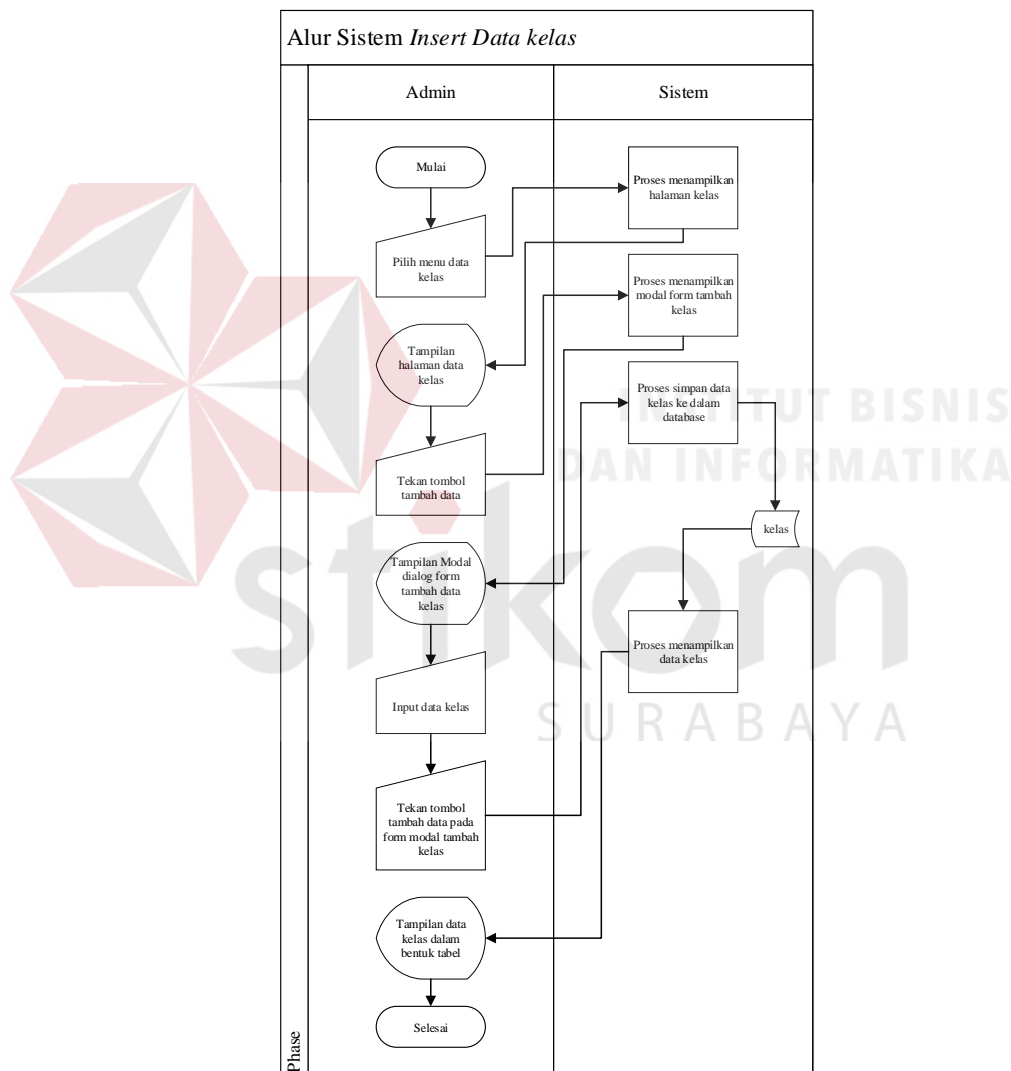 Alur Sistem Insert Data kelas
Admin
Sistem
Mulai
Proses menampilkan
halaman kelas
Pilih menu data
kelas
Proses menampilkan
modal form tambah
kelas
Tampilan
halaman data
kelas
Proses simpan data
kelas ke dalam
database
Tekan tombol
tambah data
kelas
Tampilan Modal
dialog form
tambah data
kelas
Proses menampilkan
data kelas
Input data kelas
Tekan tombol
tambah data pada
form modal tambah
kelas
Tampilan data
kelas dalam
bentuk tabel
Selesai
Phase
INSTITUT BISNIS
DAN INFORMATIKA
stikom
SURABAYA